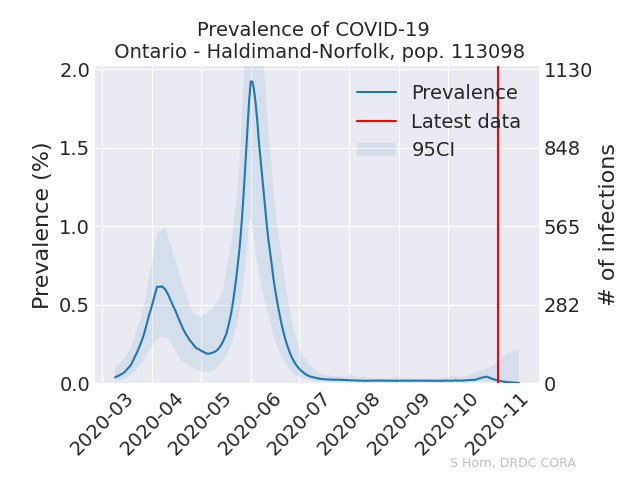 Prevalence of COVID-19
Ontario - Haldimand-Norfolk, pop. 113098
Prevalence (%)
2.0
1.5
1.0
0.5
0.0
Prevalence
Latest data
95CI
1130
848
565
282
0
# of infections
2020-03
2020-04
2020-05
2020-06
2020-07
2020-08
2020-09
2020-10
2020-11
S Horn, DRDC CORA